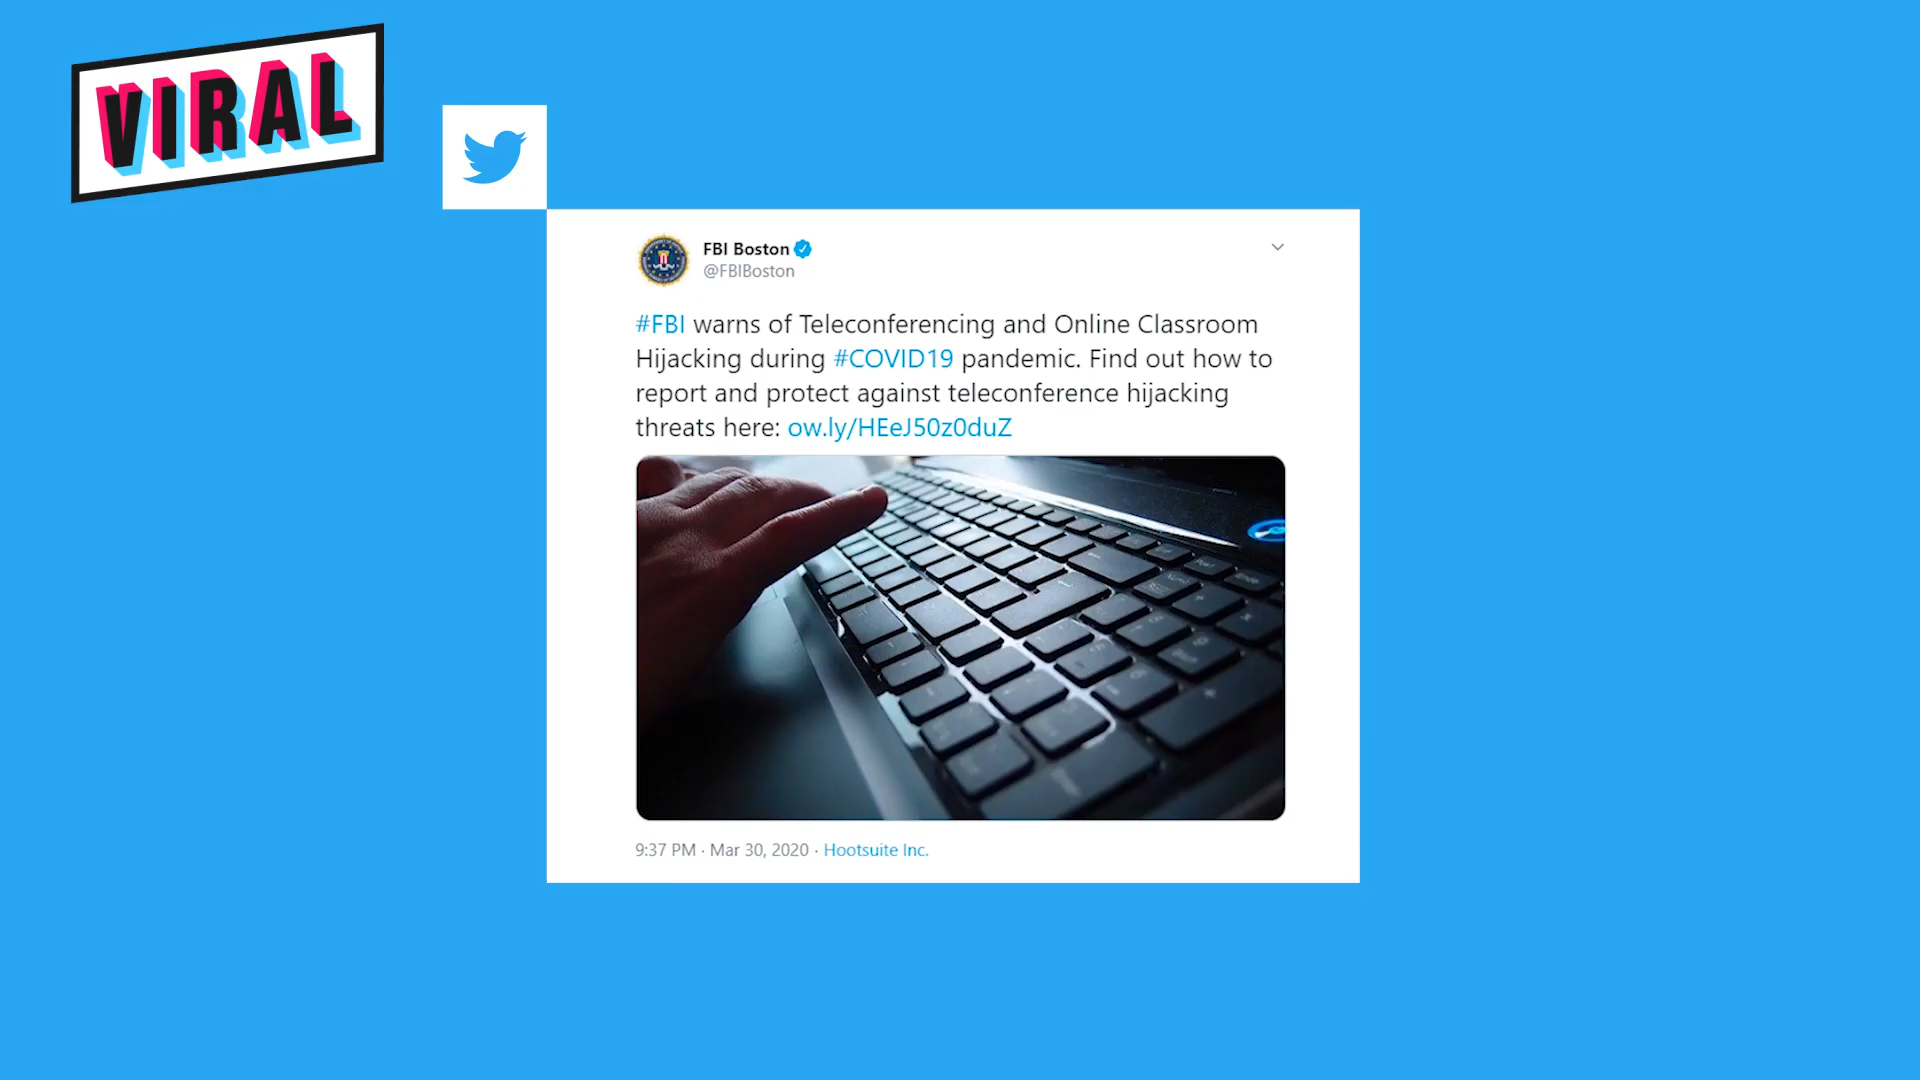 VIRAL
FBI Boston
@FBIBoston
#FBI warns of Teleconferencing and Online Classroom
Hijacking during #COVID19 pandemic. Find out how to
report and protect against teleconference hijacking
threats here: ow.ly/HEeJ50z0duZ
9:37 PM · Mar 30, 2020 · Hootsuite Inc.